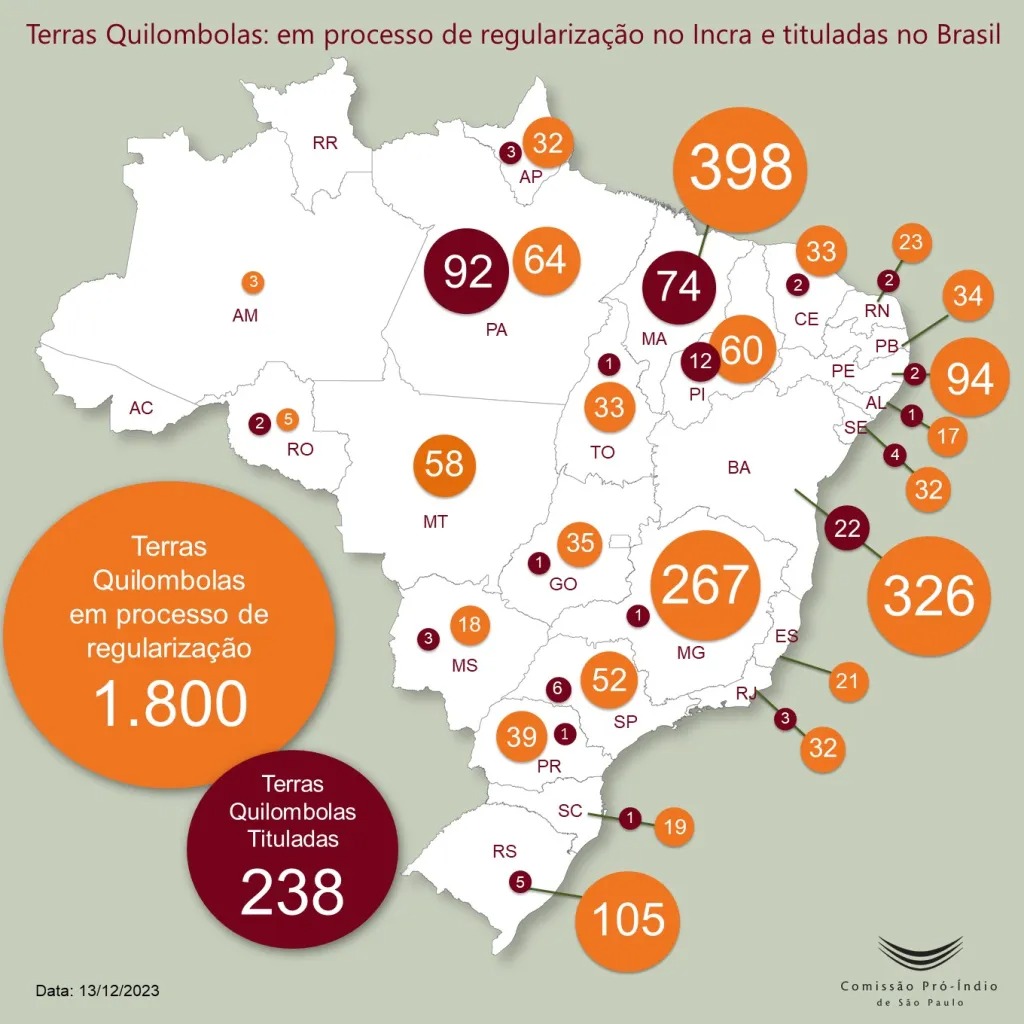 Terras Quilombolas: em processo de regularização no Incra e tituladas no Brasil
RR
3
32
AP
398
92
64
PA
74
MA
33
2
CE
23
2
RN
3
AM
34
PB
12
60
PI
PE
2
94
1
33
TO
AL
1
17
AC
2
5
RO
SE
4
32
58
MT
BA
22
326
35
1
GO
267
1
MG
18
3
MS
ES
21
6
52
SP
RJ
3
32
39
1
PR
SC
1
19
RS
5
105
Terras
Quilombolas
em processo de
regularização
1.800
Terras
Quilombolas
Tituladas
238
Data: 13/12/2023
Comissão Pró-Índio
de São Paulo